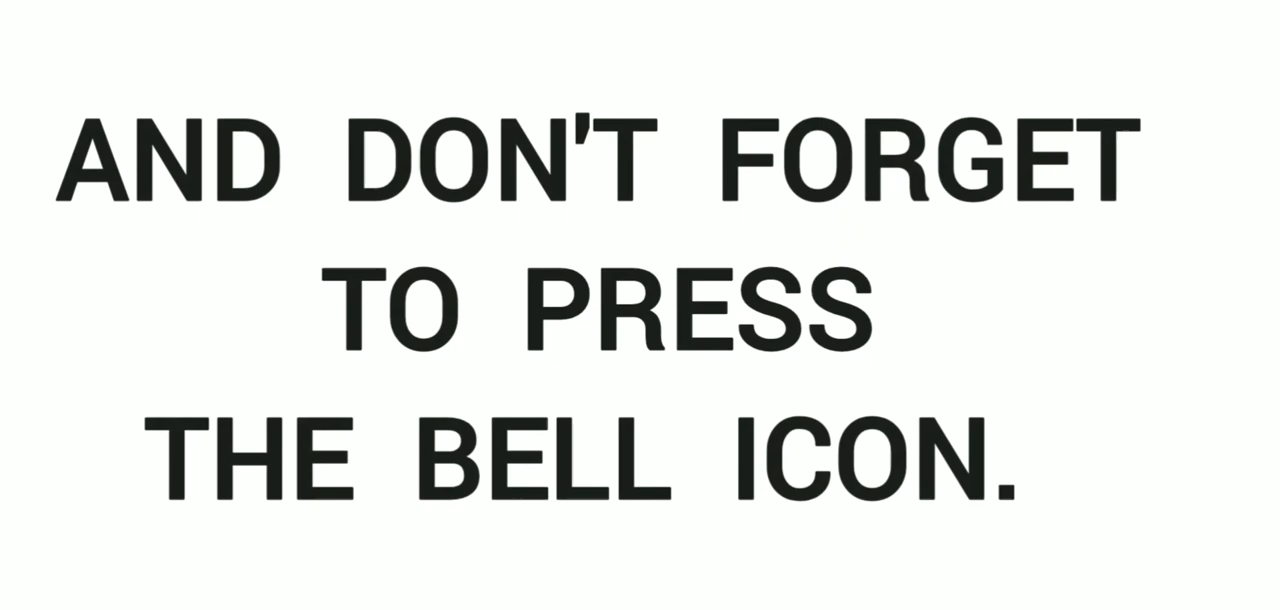 AND DON'T FORGET
TO PRESS
THE BELL ICON.